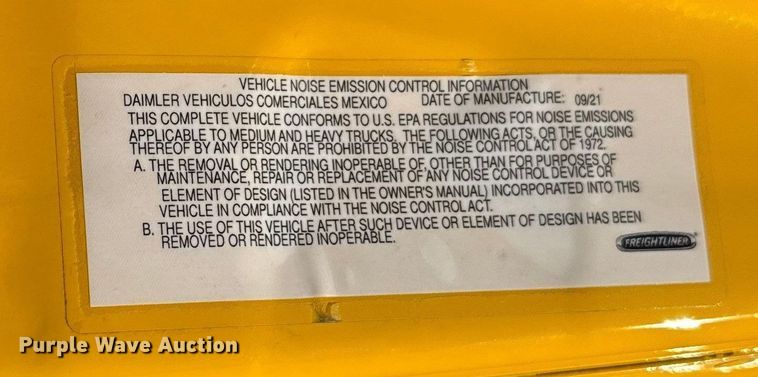 VEHICLE NOISE EMISSION CONTROL INFORMATION
DAIMLER VEHICULOS COMERCIALES MEXICO DATE OF MANUFACTURE: 09/21
THIS COMPLETE VEHICLE CONFORMS TO U.S. EPA REGULATIONS FOR NOISE EMISSIONS
APPLICABLE TO MEDIUM AND HEAVY TRUCKS. THE FOLLOWING ACTS, OR THE CAUSING
THEREOF BY ANY PERSON ARE PROHIBITED BY THE NOISE CONTROL ACT OF 1972.
A. THE REMOVAL OR RENDERING INOPERABLE OF, OTHER THAN FOR PURPOSES OF
MAINTENANCE, REPAIR OR REPLACEMENT OF ANY NOISE CONTROL DEVICE OR
ELEMENT OF DESIGN (LISTED IN THE OWNER'S MANUAL) INCORPORATED INTO THIS
VEHICLE IN COMPLIANCE WITH THE NOISE CONTROL ACT.
B. THE USE OF THIS VEHICLE AFTER SUCH DEVICE OR ELEMENT OF DESIGN HAS BEEN
REMOVED OR RENDERED INOPERABLE.
FREIGHTLINER
Purple Wave Auction